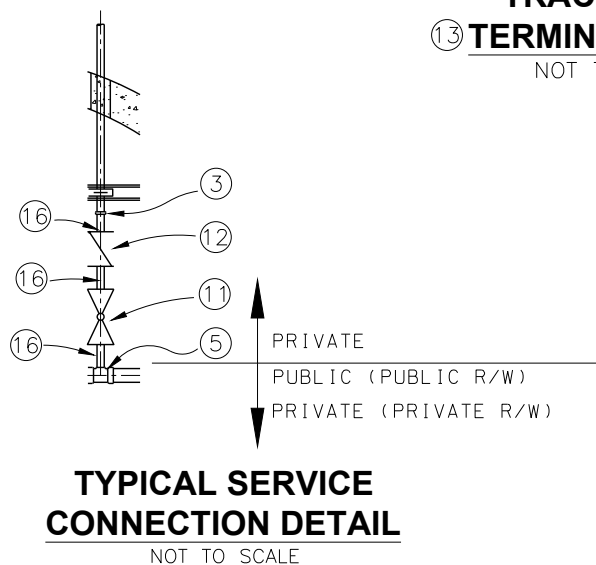 TRAC
13 TERMIN
NOT T
3
16
12
16
11
16
5
PRIVATE
PUBLIC (PUBLIC R/W)
PRIVATE (PRIVATE R/W)
TYPICAL SERVICE
CONNECTION DETAIL
NOT TO SCALE